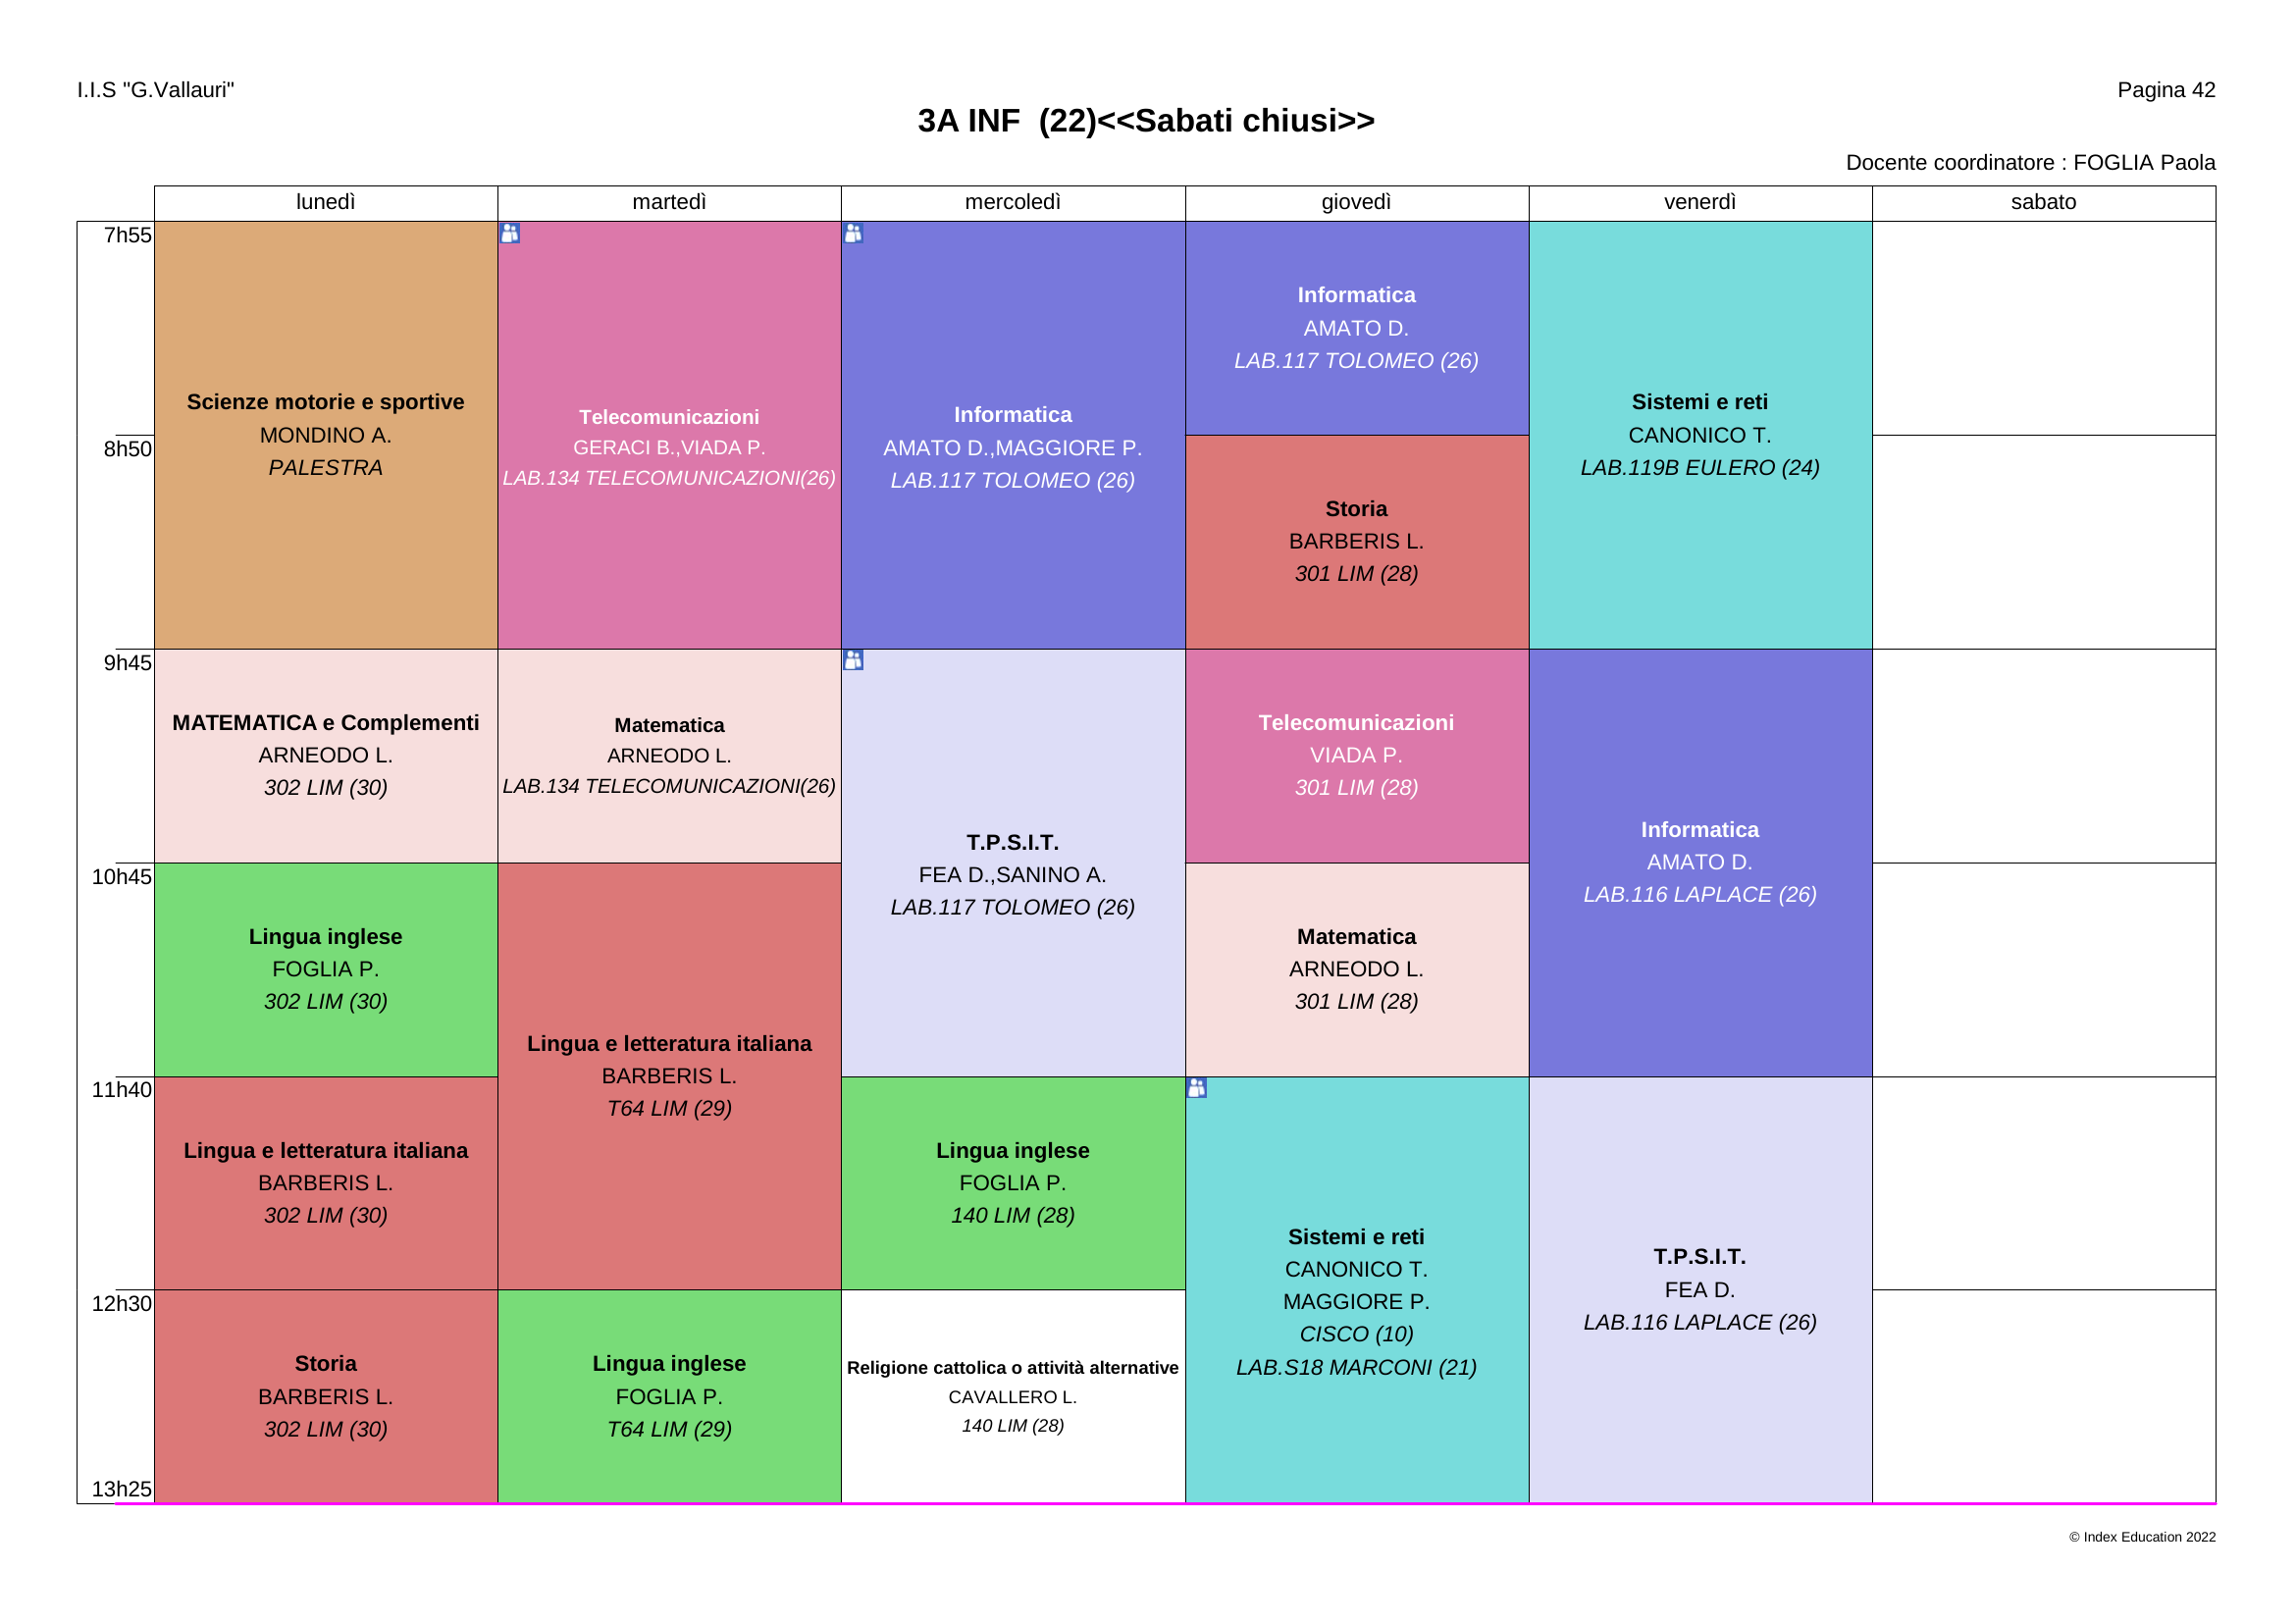 I.I.S "G.Vallauri"
Pagina 42
3A INF  (22)<<Sabati chiusi>>
Docente coordinatore : FOGLIA Paola
lunedì
martedì
mercoledì
giovedì
venerdì
sabato
7h55
8h50
9h45
10h45
11h40
12h30
13h25
Scienze motorie e sportive
MONDINO A.
PALESTRA
MATEMATICA e Complementi
ARNEODO L.
302 LIM (30)
Lingua inglese
FOGLIA P.
302 LIM (30)
Lingua e letteratura italiana
BARBERIS L.
302 LIM (30)
Storia
BARBERIS L.
302 LIM (30)
Telecomunicazioni
GERACI B.,VIADA P.
LAB.134 TELECOMUNICAZIONI(26)
Matematica
ARNEODO L.
LAB.134 TELECOMUNICAZIONI(26)
Lingua e letteratura italiana
BARBERIS L.
T64 LIM (29)
Lingua inglese
FOGLIA P.
T64 LIM (29)
Informatica
AMATO D.,MAGGIORE P.
LAB.117 TOLOMEO (26)
T.P.S.I.T.
FEA D.,SANINO A.
LAB.117 TOLOMEO (26)
Lingua inglese
FOGLIA P.
140 LIM (28)
Religione cattolica o attività alternative
CAVALLERO L.
140 LIM (28)
Informatica
AMATO D.
LAB.117 TOLOMEO (26)
Storia
BARBERIS L.
301 LIM (28)
Telecomunicazioni
VIADA P.
301 LIM (28)
Matematica
ARNEODO L.
301 LIM (28)
Sistemi e reti
CANONICO T.
MAGGIORE P.
CISCO (10)
LAB.S18 MARCONI (21)
Sistemi e reti
CANONICO T.
LAB.119B EULERO (24)
Informatica
AMATO D.
LAB.116 LAPLACE (26)
T.P.S.I.T.
FEA D.
LAB.116 LAPLACE (26)
© Index Education 2022